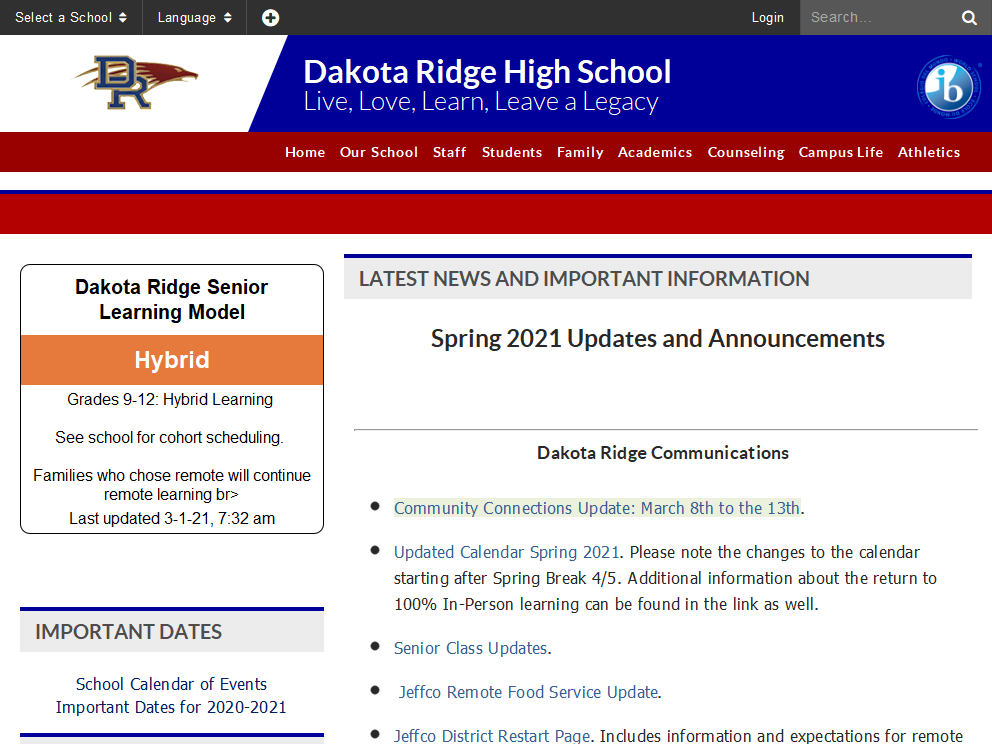 Select a School
Language
Login
Search...
DR
Dakota Ridge High School
Live, Love, Learn, Leave a Legacy
ib
Home Our School Staff Students Family Academics Counseling Campus Life Athletics
Dakota Ridge Senior
Learning Model
Hybrid
Grades 9-12: Hybrid Learning
See school for cohort scheduling.
Families who chose remote will continue
remote learning br>
Last updated 3-1-21, 7:32 am
IMPORTANT DATES
School Calendar of Events
Important Dates for 2020-2021
LATEST NEWS AND IMPORTANT INFORMATION
Spring 2021 Updates and Announcements
Dakota Ridge Communications
Community Connections Update: March 8th to the 13th.
Updated Calendar Spring 2021. Please note the changes to the calendar
starting after Spring Break 4/5. Additional information about the return to
100% In-Person learning can be found in the link as well.
Senior Class Updates.
Jeffco Remote Food Service Update.
Jeffco District Restart Page. Includes information and expectations for remote